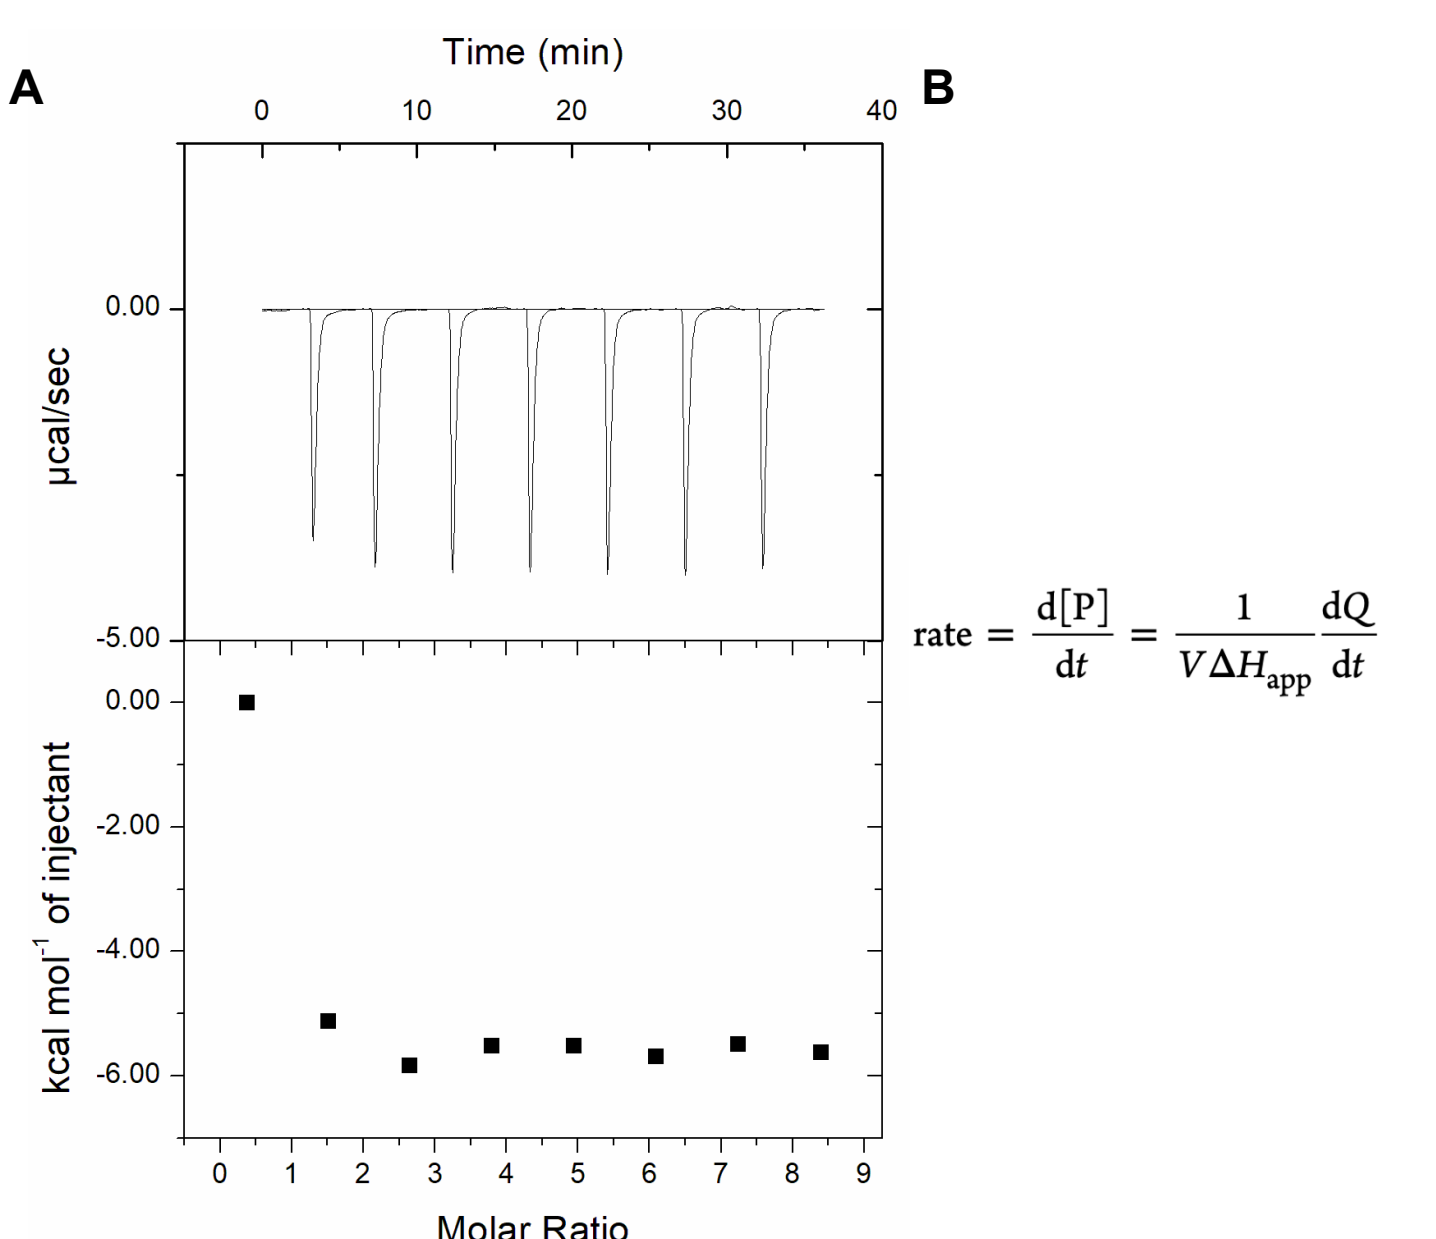 A
B
Time (min)
0 10 20 30 40
0.00
-5.00
µcal/sec
0.00
-2.00
-4.00
-6.00
kcal mol⁻¹ of injectant
0 1 2 3 4 5 6 7 8 9
Molar Ratio
rate = d[P]/dt = 1/(VΔH_app) dQ/dt